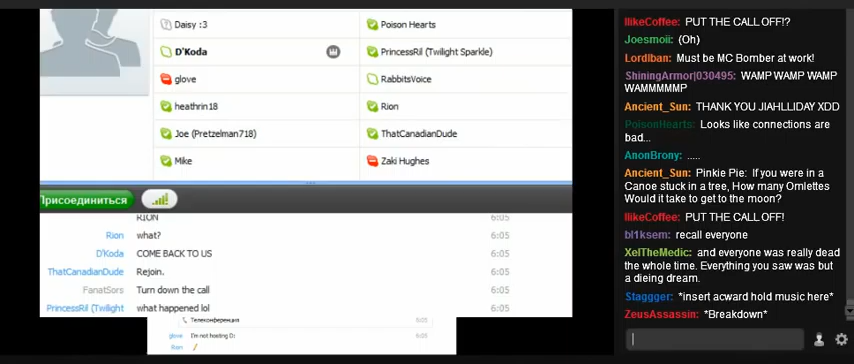 Daisy :3
Poison Hearts
D'Koda
PrincessRil (Twilight Sparkle)
glove
RabbitsVoice
heathrin18
Rion
Joe (Pretzelman718)
ThatCanadianDude
Mike
Zaki Hughes
Присоединиться
RION 6:05
Rion what? 6:05
D'Koda COME BACK TO US 6:05
ThatCanadianDude Rejoin. 6:05
FanatSors Turn down the call 6:05
PrincessRil (Twilight what happened lol 6:05
Телеконференция 6:05
glove I'm not hosting D: 6:05
Rion /
IlikeCoffee: PUT THE CALL OFF!?
Joesmoii: (Oh)
LordIban: Must be MC Bomber at work!
ShiningArmor|030495: WAMP WAMP WAMP
WAMMMMMP
Ancient_Sun: THANK YOU JIAHLLIDAY XDD
PoisonHearts: Looks like connections are
bad...
AnonBrony: .....
Ancient_Sun: Pinkie Pie: If you were in a
Canoe stuck in a tree, How many Omlettes
Would it take to get to the moon?
IlikeCoffee: PUT THE CALL OFF!
bl1ksem: recall everyone
XelTheMedic: and everyone was really dead
the whole time. Everything you saw was but
a dieing dream.
Staggger: *insert acward hold music here*
ZeusAssassin: *Breakdown*